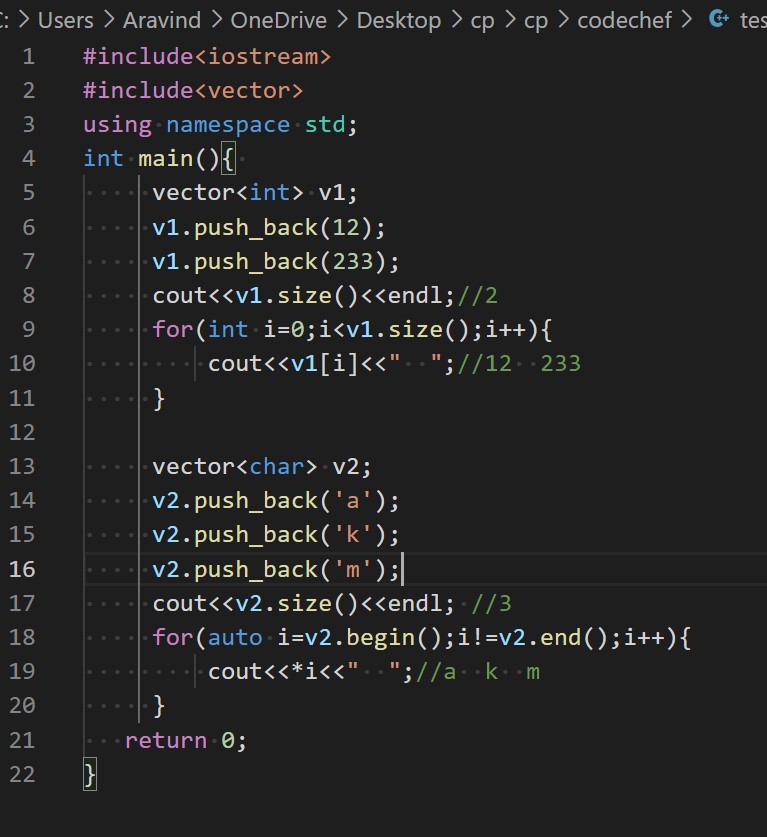 C: > Users > Aravind > OneDrive > Desktop > cp > cp > codechef > tes
1 #include<iostream>
2 #include<vector>
3 using namespace std;
4 int main(){
5     vector<int> v1;
6     v1.push_back(12);
7     v1.push_back(233);
8     cout<<v1.size()<<endl;//2
9     for(int i=0;i<v1.size();i++){
10         cout<<v1[i]<<"  ";//12  233
11     }
12
13     vector<char> v2;
14     v2.push_back('a');
15     v2.push_back('k');
16     v2.push_back('m');
17     cout<<v2.size()<<endl; //3
18     for(auto i=v2.begin();i!=v2.end();i++){
19         cout<<*i<<"  ";//a  k  m
20     }
21    return 0;
22 }